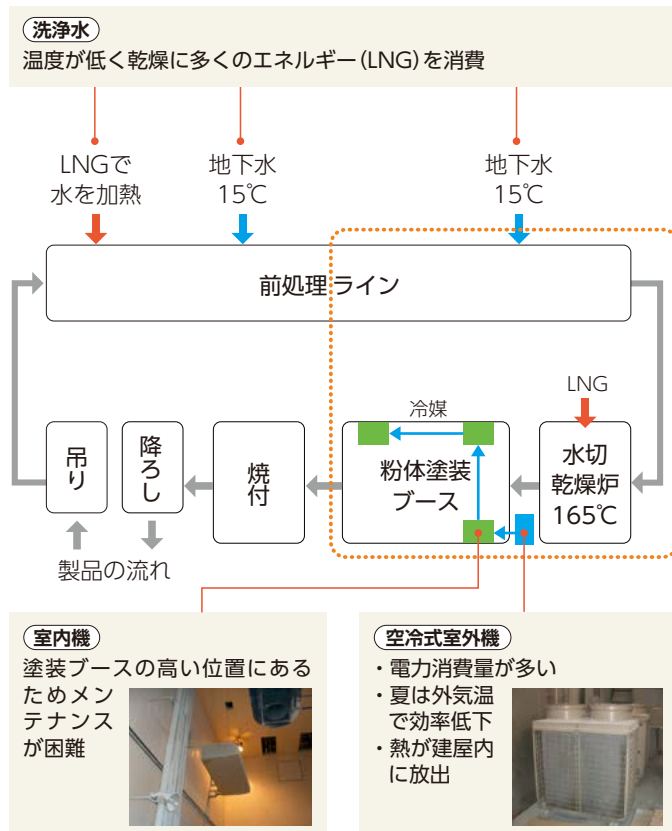 洗浄水
温度が低く乾燥に多くのエネルギー(LNG)を消費
LNGで
水を加熱
地下水
15℃
地下水
15℃
前処理 ライン
LNG
冷媒
吊り
降ろし
焼付
粉体塗装
ブース
水切
乾燥炉
165℃
製品の流れ
室内機
塗装ブースの高い位置にある
ためメン
テナンス
が困難
空冷式室外機
・電力消費量が多い
・夏は外気温
で効率低下
・熱が建屋内
に放出